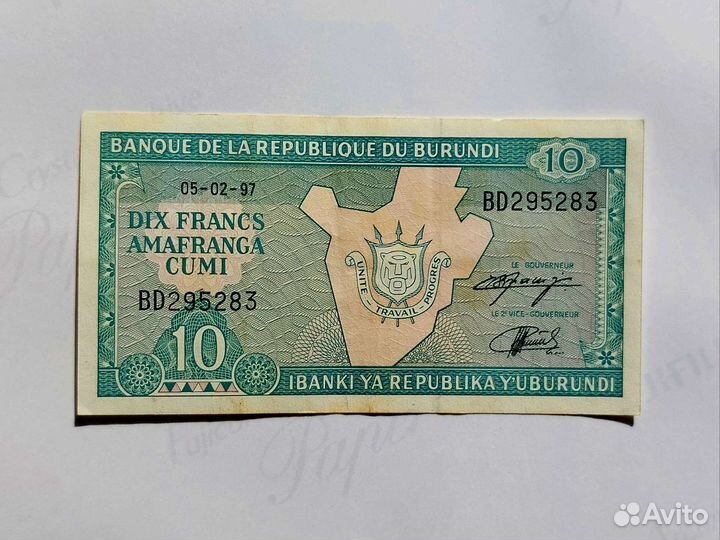 BANQUE DE LA REPUBLIQUE DU BURUNDI 10
05-02-97
BD295283
DIX FRANCS
AMAFRANGA
CUMI
LE GOUVERNEUR
UNITE - TRAVAIL - PROGRES
BD295283
LE 2E VICE-GOUVERNEUR
10
IBANKI YA REPUBLIKA Y'UBURUNDI
Avito